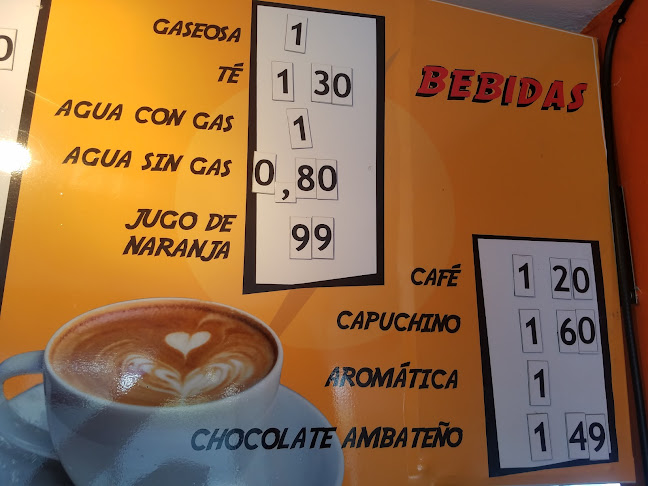 0
GASEOSA 1
TÉ 1 30
AGUA CON GAS 1
AGUA SIN GAS 0,80
JUGO DE
NARANJA 99
BEBIDAS
CAFÉ 1 20
CAPUCHINO 1 60
AROMÁTICA 1
CHOCOLATE AMBATEÑO 1 49